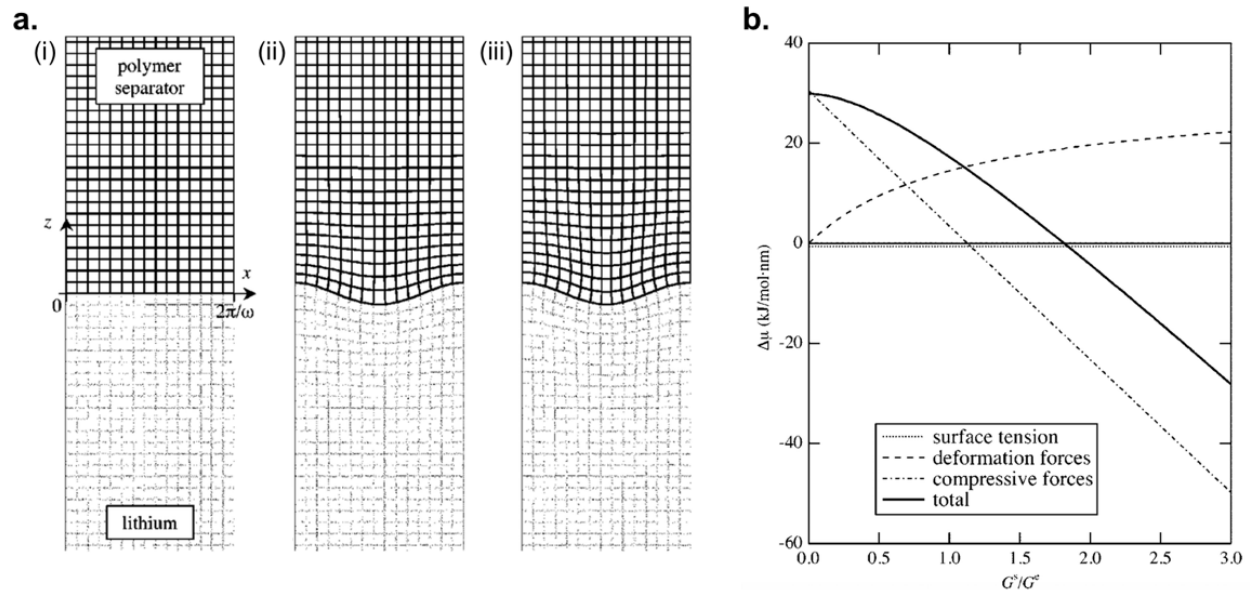 a.
(i)
polymer
separator
z
x
0
2π/ω
lithium
(ii)
(iii)
b.
40
20
0
-20
-40
-60
Δμ (kJ/mol·nm)
surface tension
deformation forces
compressive forces
total
0.0 0.5 1.0 1.5 2.0 2.5 3.0
Gˢ/Gᵉ